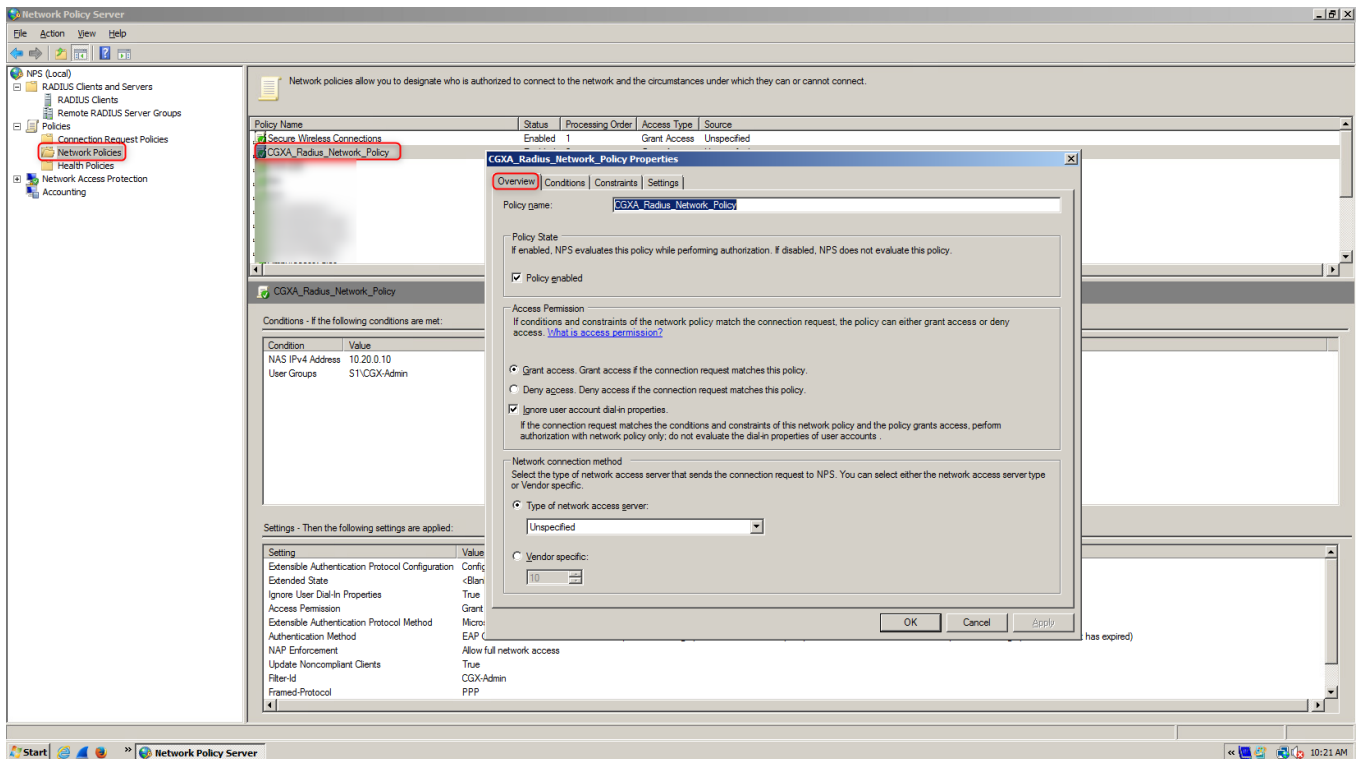 Network Policy Server
File Action View Help
NPS (Local)
RADIUS Clients and Servers
RADIUS Clients
Remote RADIUS Server Groups
Policies
Connection Request Policies
Network Policies
Health Policies
Network Access Protection
Accounting
Network policies allow you to designate who is authorized to connect to the network and the circumstances under which they can or cannot connect.
Policy Name Status Processing Order Access Type Source
Secure Wireless Connections Enabled 1 Grant Access Unspecified
CGXA_Radius_Network_Policy
CGXA_Radius_Network_Policy
Conditions - If the following conditions are met:
Condition Value
NAS IPv4 Address 10.20.0.10
User Groups S1\CGX-Admin
Settings - Then the following settings are applied:
Setting Value
Extensible Authentication Protocol Configuration Config
Extended State <Blan
Ignore User Dial-In Properties True
Access Permission Grant
Extensible Authentication Protocol Method Micro
Authentication Method EAP has expired)
NAP Enforcement Allow full network access
Update Noncompliant Clients True
Filter-Id CGX-Admin
Framed-Protocol PPP
CGXA_Radius_Network_Policy Properties
Overview Conditions Constraints Settings
Policy name: CGXA_Radius_Network_Policy
Policy State
If enabled, NPS evaluates this policy while performing authorization. If disabled, NPS does not evaluate this policy.
Policy enabled
Access Permission
If conditions and constraints of the network policy match the connection request, the policy can either grant access or deny
access. What is access permission?
Grant access. Grant access if the connection request matches this policy.
Deny access. Deny access if the connection request matches this policy.
Ignore user account dial-in properties.
If the connection request matches the conditions and constraints of this network policy and the policy grants access, perform
authorization with network policy only; do not evaluate the dial-in properties of user accounts .
Network connection method
Select the type of network access server that sends the connection request to NPS. You can select either the network access server type
or Vendor specific.
Type of network access server:
Unspecified
Vendor specific:
10
OK Cancel Apply
Start Network Policy Server 10:21 AM